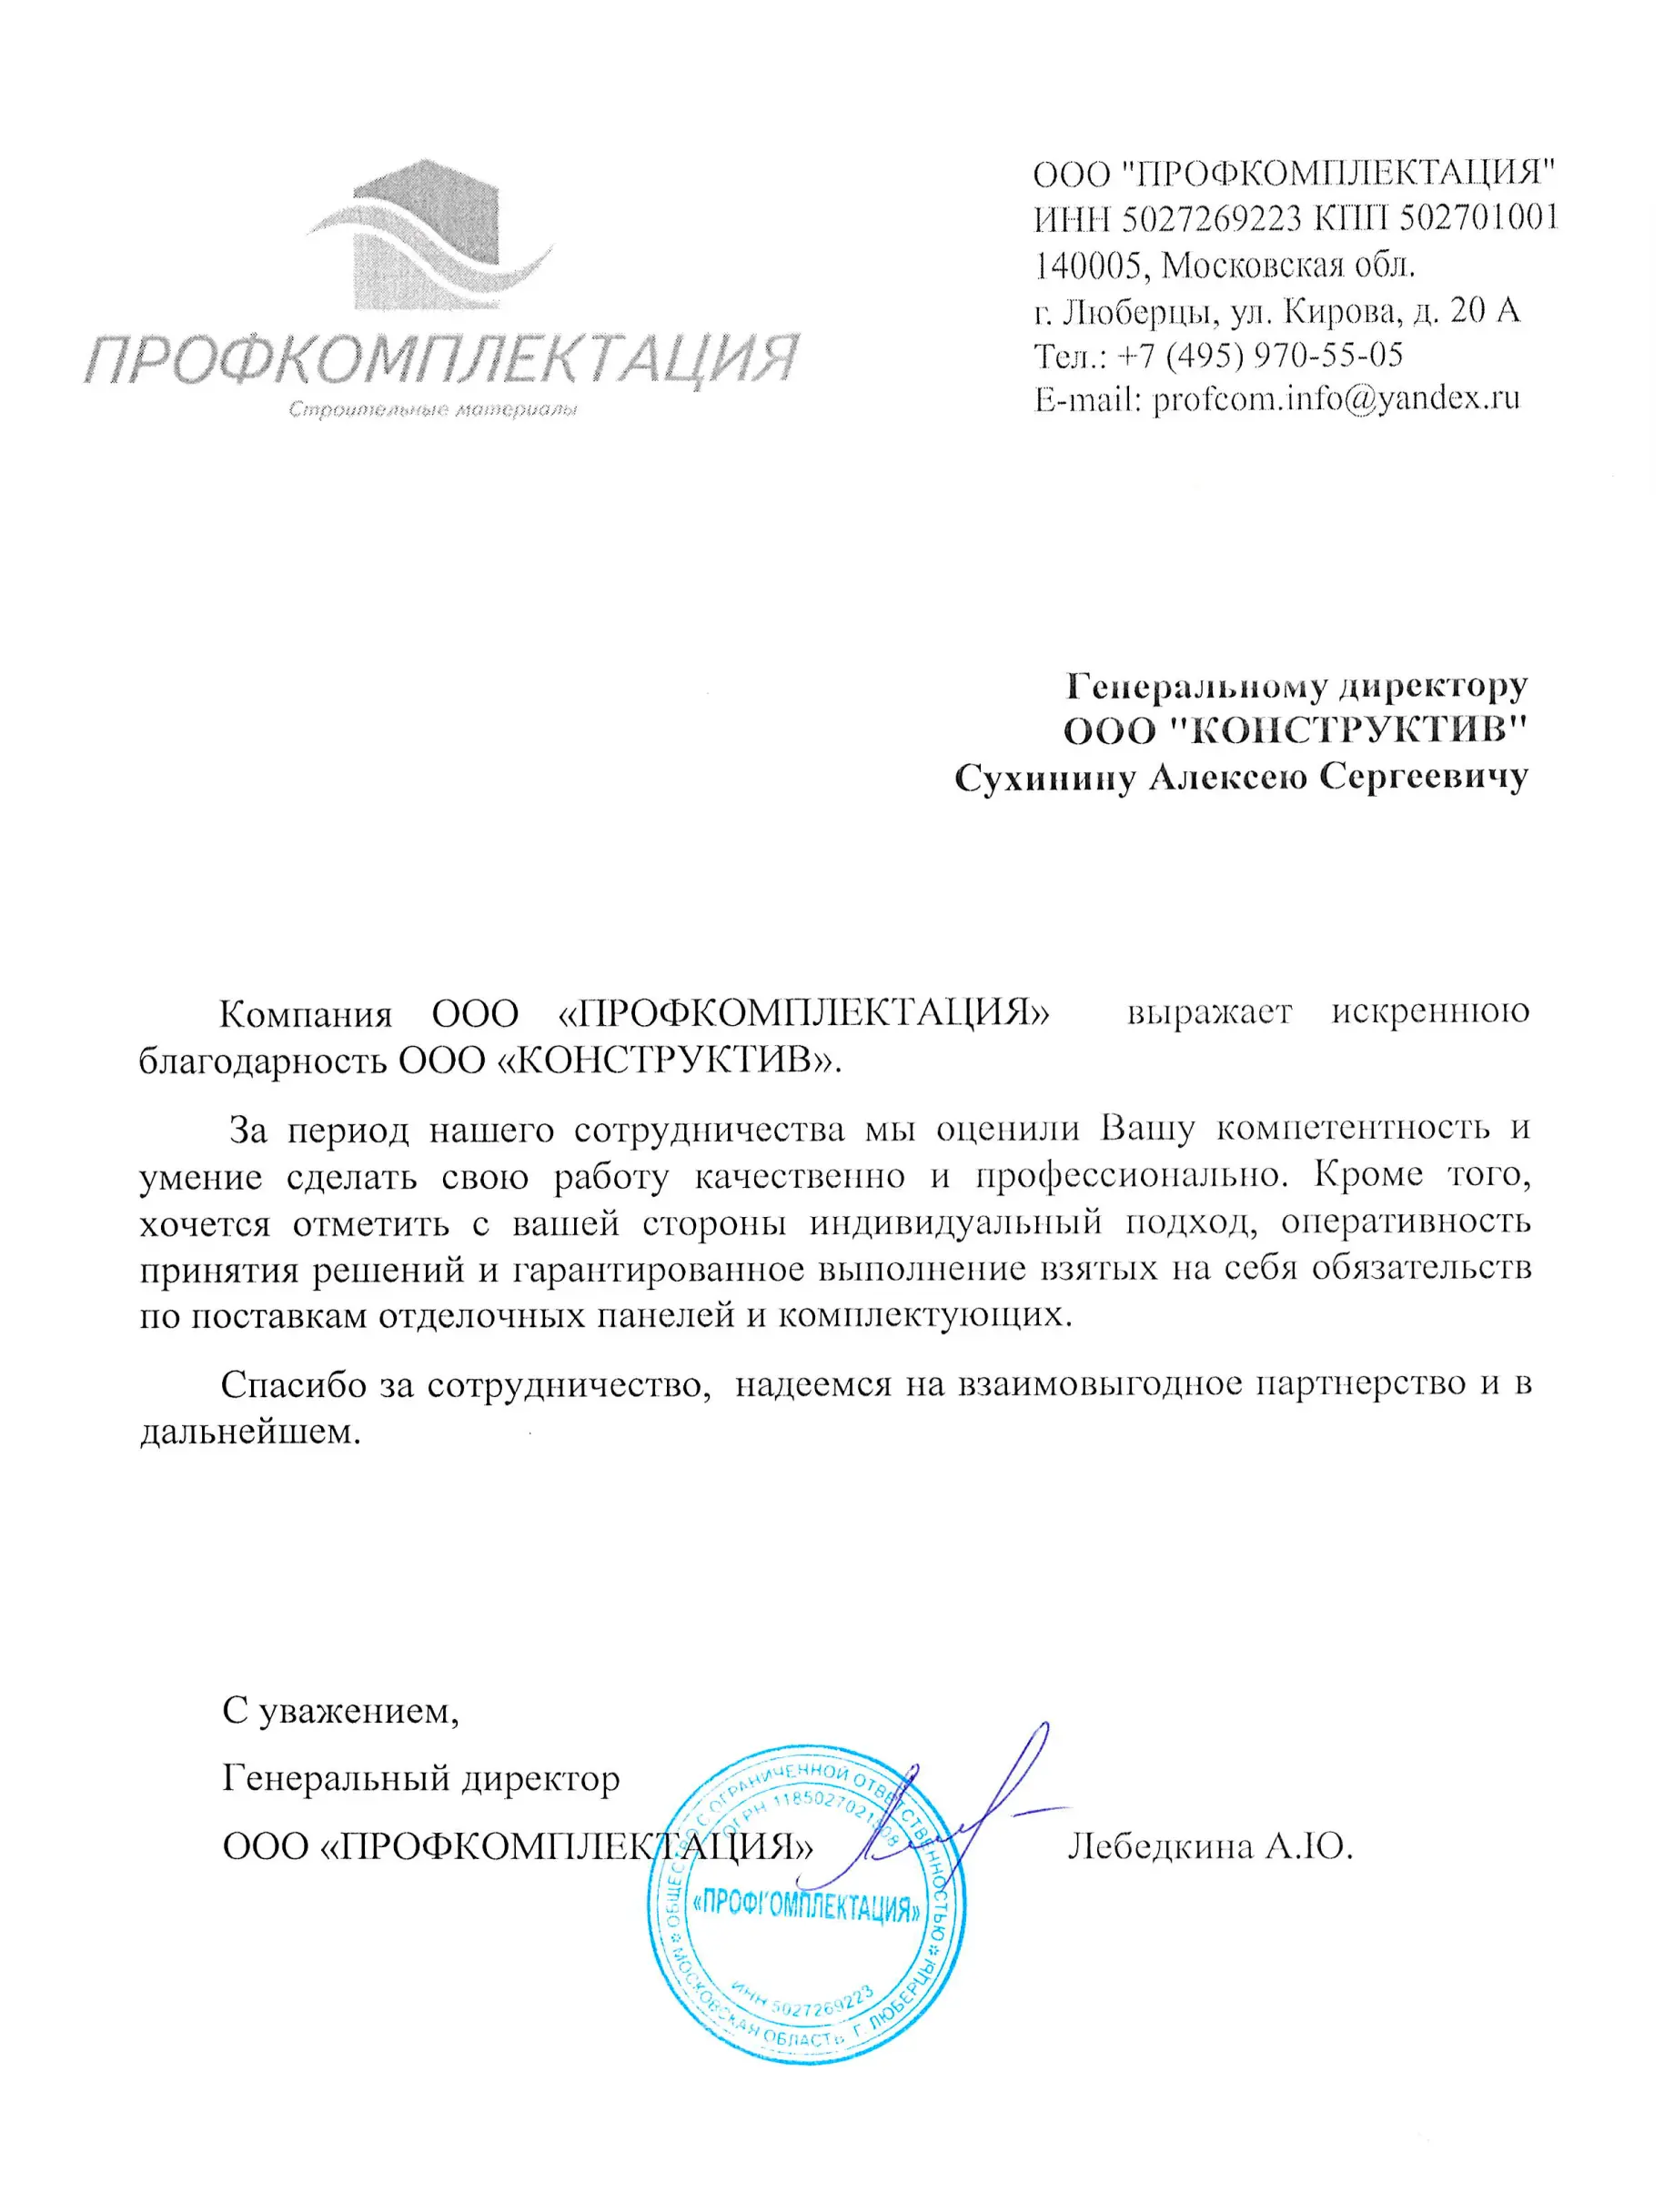 ПРОФКОМПЛЕКТАЦИЯ
Строительные материалы
ООО "ПРОФКОМПЛЕКТАЦИЯ"
ИНН 5027269223 КПП 502701001
140005, Московская обл.
г. Люберцы, ул. Кирова, д. 20 А
Тел.: +7 (495) 970-55-05
E-mail: profcom.info@yandex.ru
Генеральному директору
ООО "КОНСТРУКТИВ"
Сухинину Алексею Сергеевичу
Компания ООО «ПРОФКОМПЛЕКТАЦИЯ» выражает искреннюю
благодарность ООО «КОНСТРУКТИВ».
За период нашего сотрудничества мы оценили Вашу компетентность и
умение сделать свою работу качественно и профессионально. Кроме того,
хочется отметить с вашей стороны индивидуальный подход, оперативность
принятия решений и гарантированное выполнение взятых на себя обязательств
по поставкам отделочных панелей и комплектующих.
Спасибо за сотрудничество, надеемся на взаимовыгодное партнерство и в
дальнейшем.
С уважением,
Генеральный директор
ООО «ПРОФКОМПЛЕКТАЦИЯ» Лебедкина А.Ю.
ОБЩЕСТВО С ОГРАНИЧЕННОЙ ОТВЕТСТВЕННОСТЬЮ
ОГРН
«ПРОФКОМПЛЕКТАЦИЯ»
ИНН 5027269223
МОСКОВСКАЯ ОБЛАСТЬ Г. ЛЮБЕРЦЫ